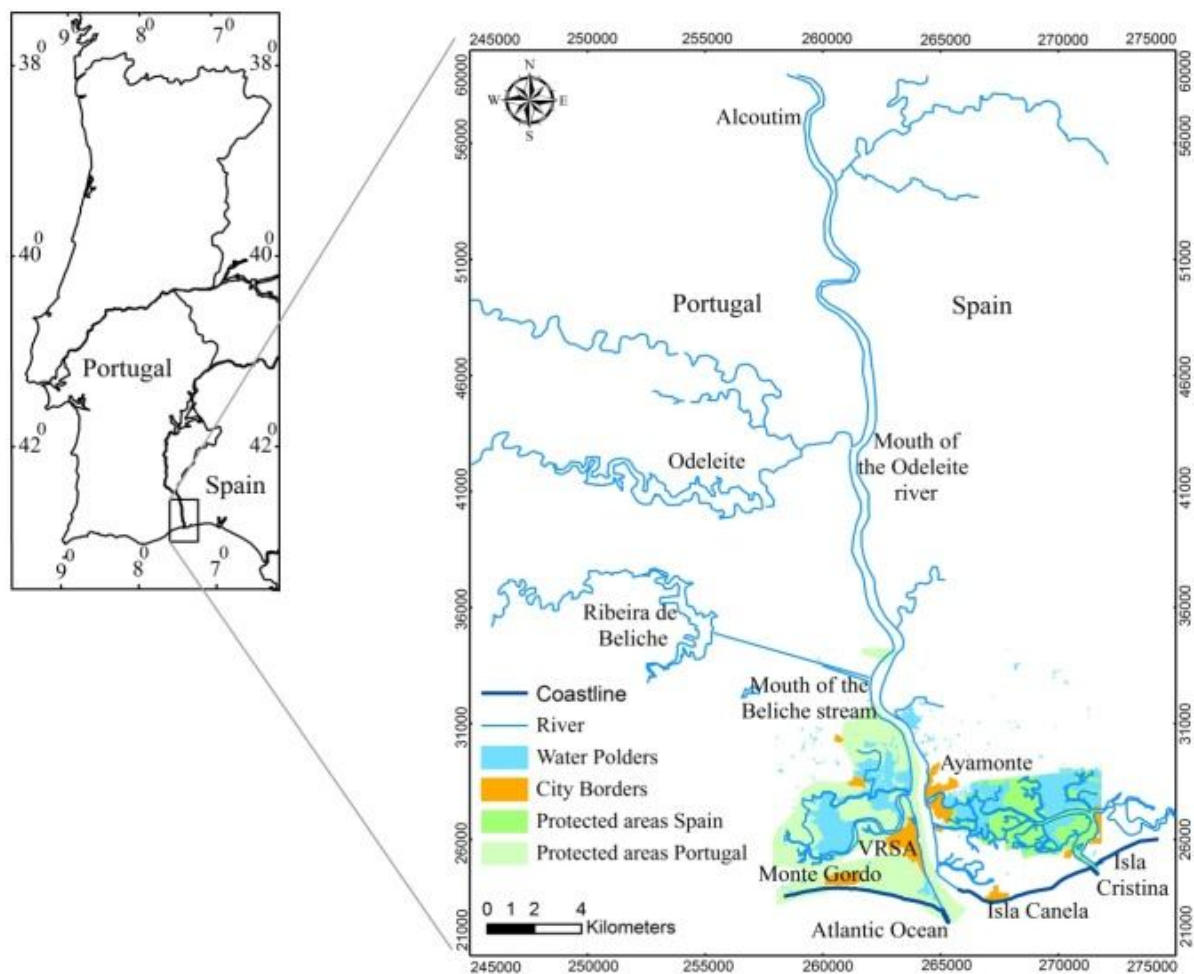 9⁰ 8⁰ 7⁰
38 38
40⁰ 40⁰
Portugal
42⁰ 42⁰
Spain
9⁰ 8⁰ 7⁰
245000 250000 255000 260000 265000 270000 275000
60000 60000
N
W E
S
Alcoutim
56000 56000
51000 51000
Portugal Spain
46000 46000
Mouth of
the Odeleite
river
Odeleite
41000 41000
36000 36000
Ribeira de
Beliche
Mouth of the
Beliche stream
31000 31000
Coastline
River
Water Polders
City Borders
Protected areas Spain
Protected areas Portugal
Ayamonte
26000 26000
VRSA
Monte Gordo
Isla
Cristina
Isla Canela
Atlantic Ocean
0 1 2 4
Kilometers
21000 21000
245000 250000 255000 260000 265000 270000 275000